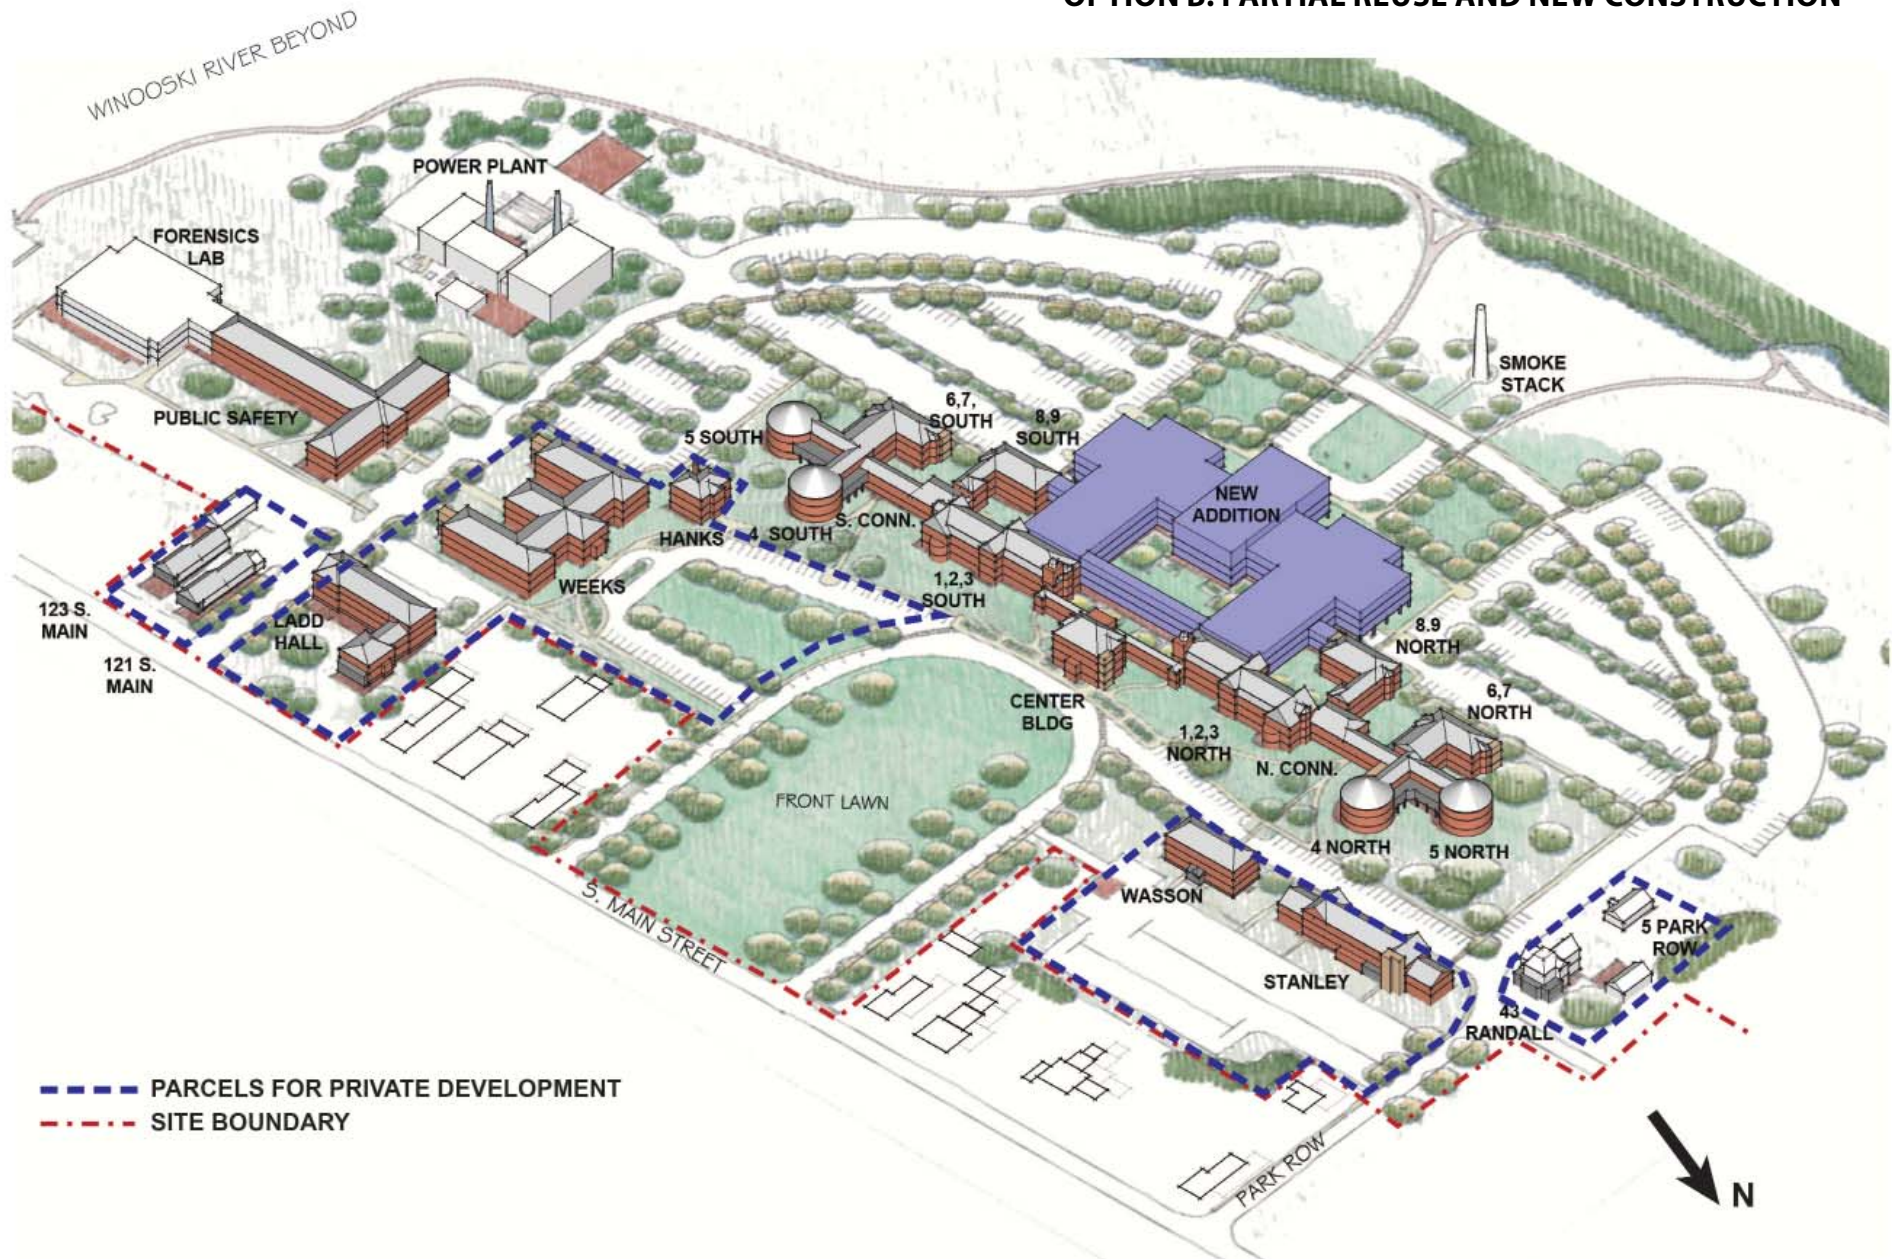 OPTION B: PARTIAL REUSE AND NEW CONSTRUCTION
WINOOSKI RIVER BEYOND
POWER PLANT
FORENSICS
LAB
PUBLIC SAFETY
SMOKE
STACK
6,7,
SOUTH
8,9
SOUTH
5 SOUTH
NEW
ADDITION
HANKS
4 SOUTH
S. CONN.
WEEKS
1,2,3
SOUTH
123 S.
MAIN
LADD
HALL
121 S.
MAIN
8.9
NORTH
6,7
NORTH
CENTER
BLDG
1,2,3
NORTH
N. CONN.
FRONT LAWN
4 NORTH
5 NORTH
WASSON
S. MAIN STREET
5 PARK
ROW
STANLEY
43
RANDALL
PARCELS FOR PRIVATE DEVELOPMENT
SITE BOUNDARY
PARK ROW
N